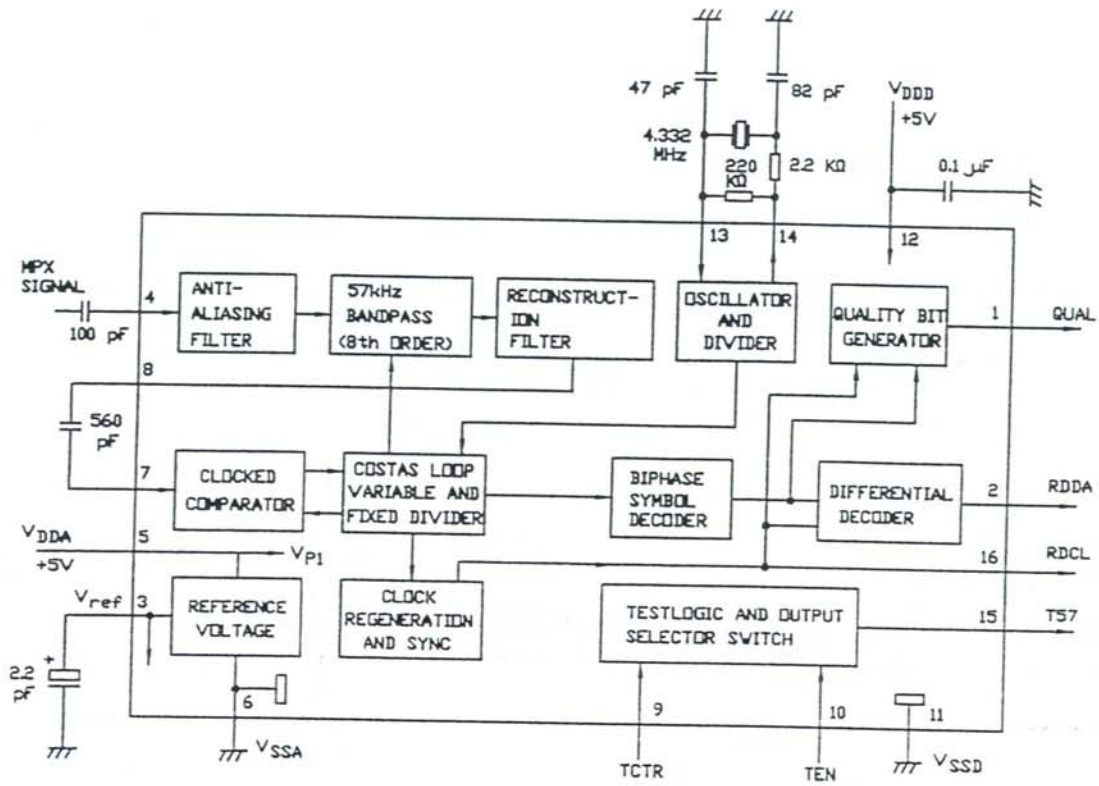 47 pF
82 pF
VDDD
+5V
4.332
MHz
220
KΩ
2.2 KΩ
0.1 µF
13
14
12
MPX
SIGNAL
4
100 pF
ANTI-
ALIASING
FILTER
57kHz
BANDPASS
(8th ORDER)
RECONSTRUCT-
ION
FILTER
OSCILLATOR
AND
DIVIDER
QUALITY BIT
GENERATOR
1
QUAL
8
560
pF
7
CLOCKED
COMPARATOR
COSTAS LOOP
VARIABLE AND
FIXED DIVIDER
BIPHASE
SYMBOL
DECODER
DIFFERENTIAL
DECODER
2
RDDA
VDDA
+5V
5
VP1
16
RDCL
Vref
3
REFERENCE
VOLTAGE
CLOCK
REGENERATION
AND SYNC
TESTLOGIC AND OUTPUT
SELECTOR SWITCH
15
T57
2.2
pF
+
6
VSSA
9
10
11
TCTR
TEN
VSSD